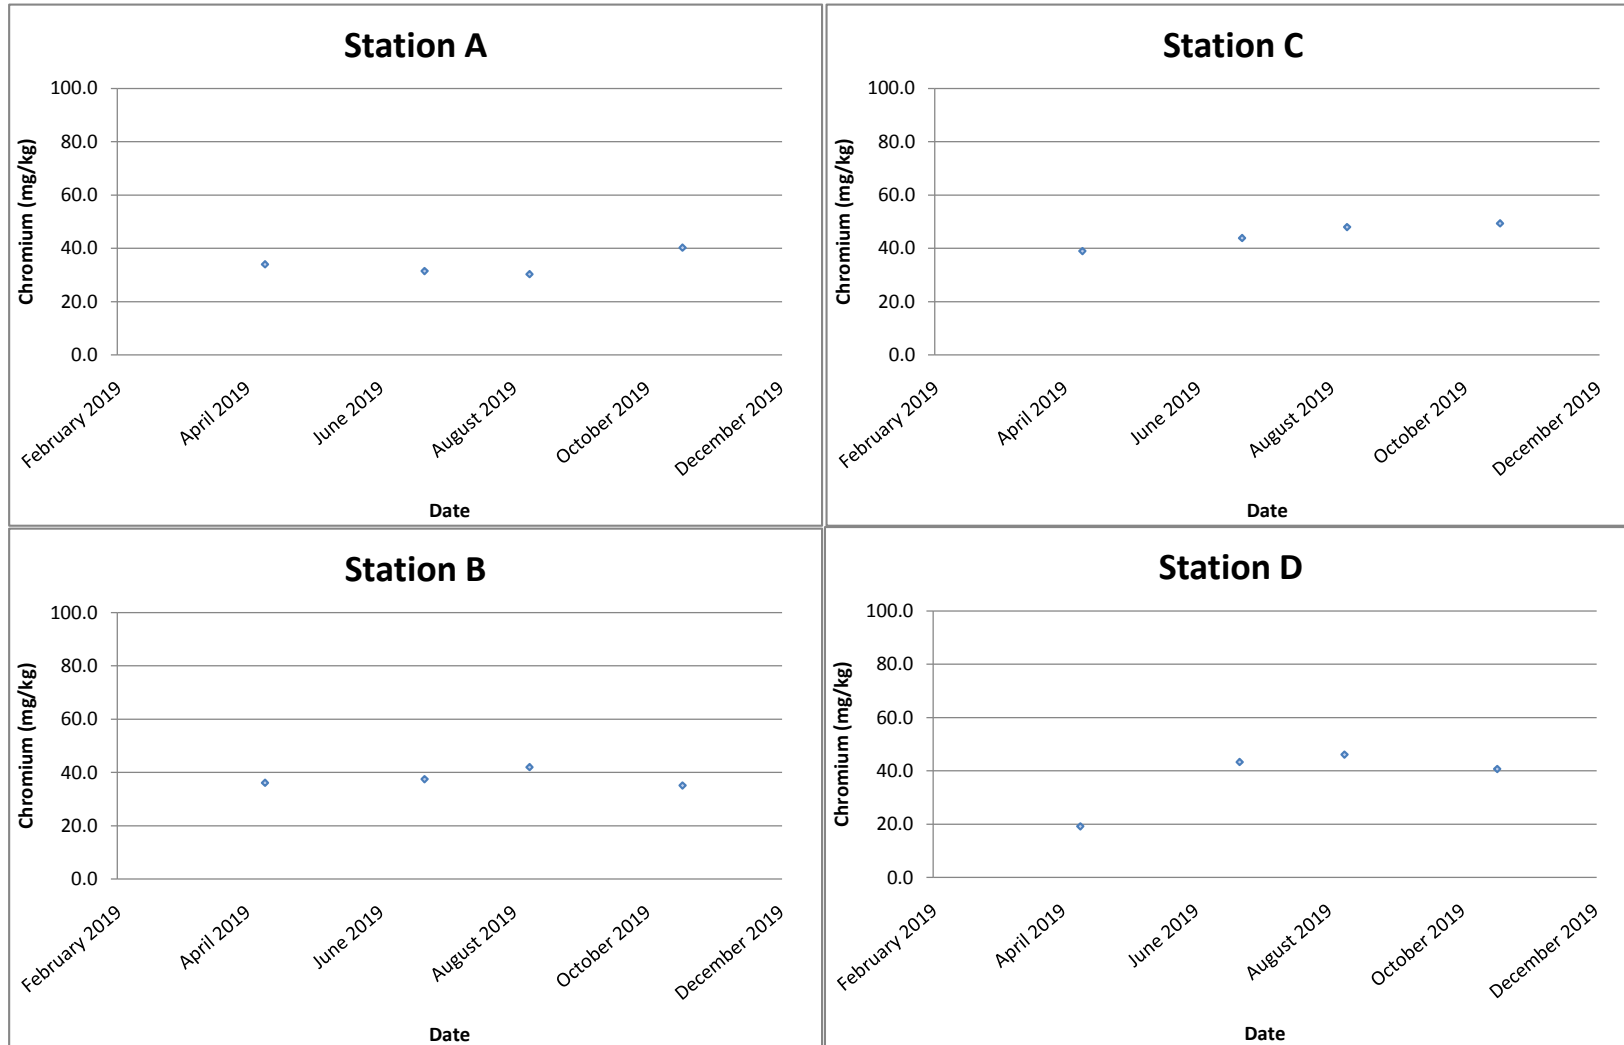 Station A
Chromium (mg/kg)
100.0
80.0
60.0
40.0
20.0
0.0
February 2019
April 2019
June 2019
August 2019
October 2019
December 2019
Date
Station C
Chromium (mg/kg)
100.0
80.0
60.0
40.0
20.0
0.0
February 2019
April 2019
June 2019
August 2019
October 2019
December 2019
Date
Station B
Chromium (mg/kg)
100.0
80.0
60.0
40.0
20.0
0.0
February 2019
April 2019
June 2019
August 2019
October 2019
December 2019
Date
Station D
Chromium (mg/kg)
100.0
80.0
60.0
40.0
20.0
0.0
February 2019
April 2019
June 2019
August 2019
October 2019
December 2019
Date